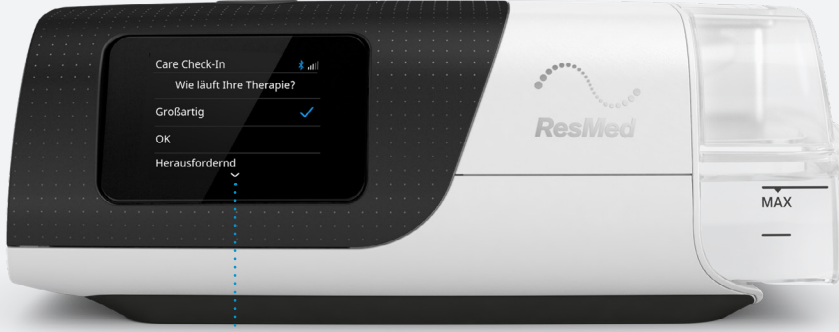 Care Check-In
Wie läuft Ihre Therapie?
Großartig
OK
Herausfordernd
ResMed
MAX